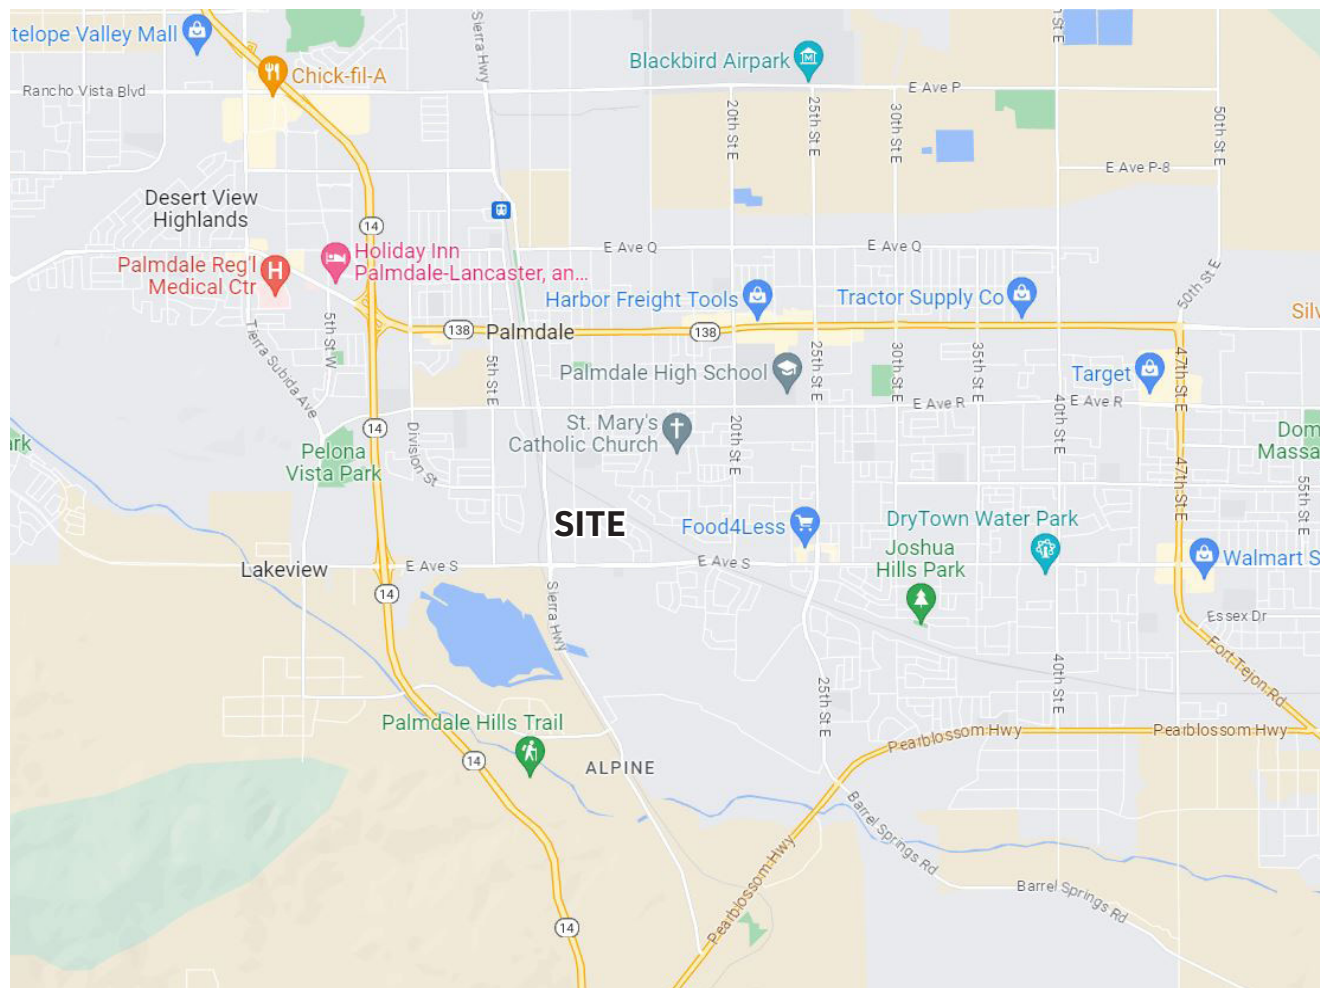 telope Valley Mall
Chick-fil-A
Rancho Vista Blvd
Sierra Hwy
Blackbird Airpark
E Ave P
20th St E
25th St E
30th St E
50th St E
E Ave P-8
Desert View
Highlands
14
E Ave Q
E Ave Q
Palmdale Reg'l
Medical Ctr
Holiday Inn
Palmdale-Lancaster, an...
Harbor Freight Tools
Tractor Supply Co
50th St E
Silv
138
Palmdale
138
5th St W
Tierra Subida Ave
5th St E
Palmdale High School
25th St E
30th St E
35th St E
Target
47th St E
40th St E
E Ave R
E Ave R
14
Division St
St. Mary's
Catholic Church
20th St E
Dom
Massa
ark
Pelona
Vista Park
47th St E
55th St E
SITE
Food4Less
DryTown Water Park
Joshua
Hills Park
Walmart S
Lakeview
E Ave S
E Ave S
14
Sierra Hwy
Essex Dr
Fort Tejon Rd
40th St E
25th St E
Palmdale Hills Trail
Pearblossom Hwy
Pearblossom Hwy
14
ALPINE
Barrel Springs Rd
Pearblossom Hwy
Barrel Springs Rd
14
H
M
St E